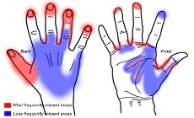 Back
Front
Most frequently missed areas
Less frequently missed areas